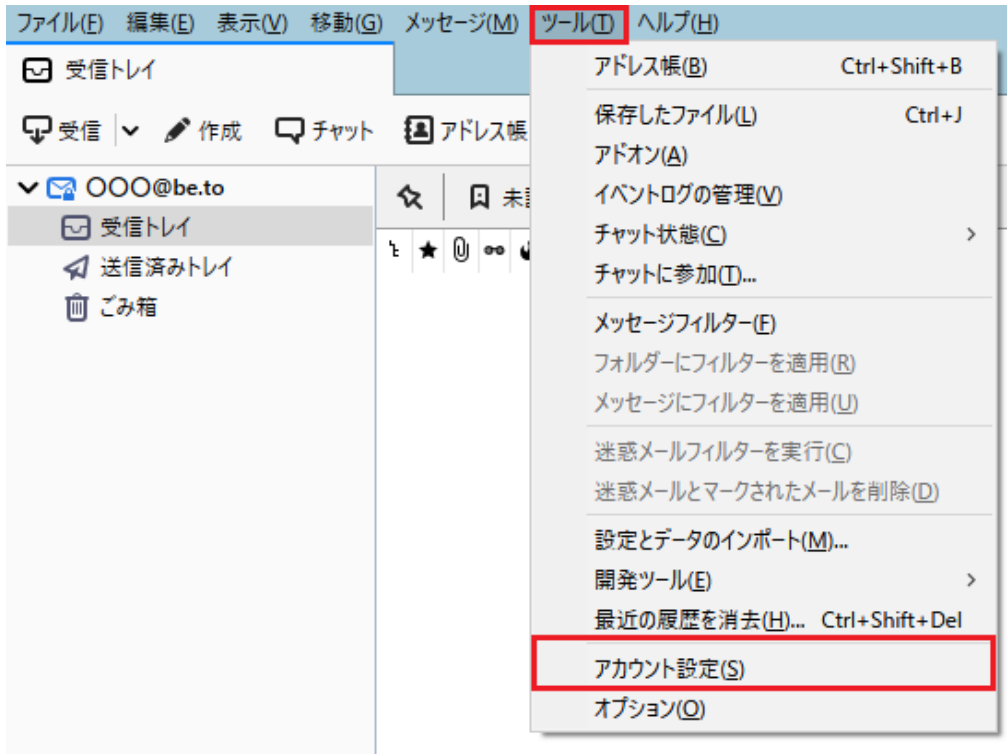 ファイル(F) 編集(E) 表示(V) 移動(G) メッセージ(M) ツール(T) ヘルプ(H)
受信トレイ
受信 作成 チャット アドレス帳
〇〇〇@be.to
受信トレイ
送信済みトレイ
ごみ箱
未
アドレス帳(B) Ctrl+Shift+B
保存したファイル(L) Ctrl+J
アドオン(A)
イベントログの管理(V)
チャット状態(C)
チャットに参加(T)...
メッセージフィルター(F)
フォルダーにフィルターを適用(R)
メッセージにフィルターを適用(U)
迷惑メールフィルターを実行(C)
迷惑メールとマークされたメールを削除(D)
設定とデータのインポート(M)...
開発ツール(E)
最近の履歴を消去(H)... Ctrl+Shift+Del
アカウント設定(S)
オプション(O)